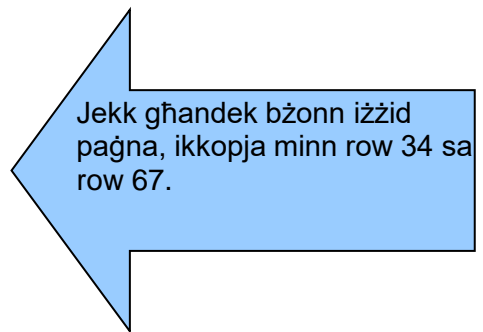 Jekk għandek bżonn iżżid
paġna, ikkopja minn row 34 sa
row 67.